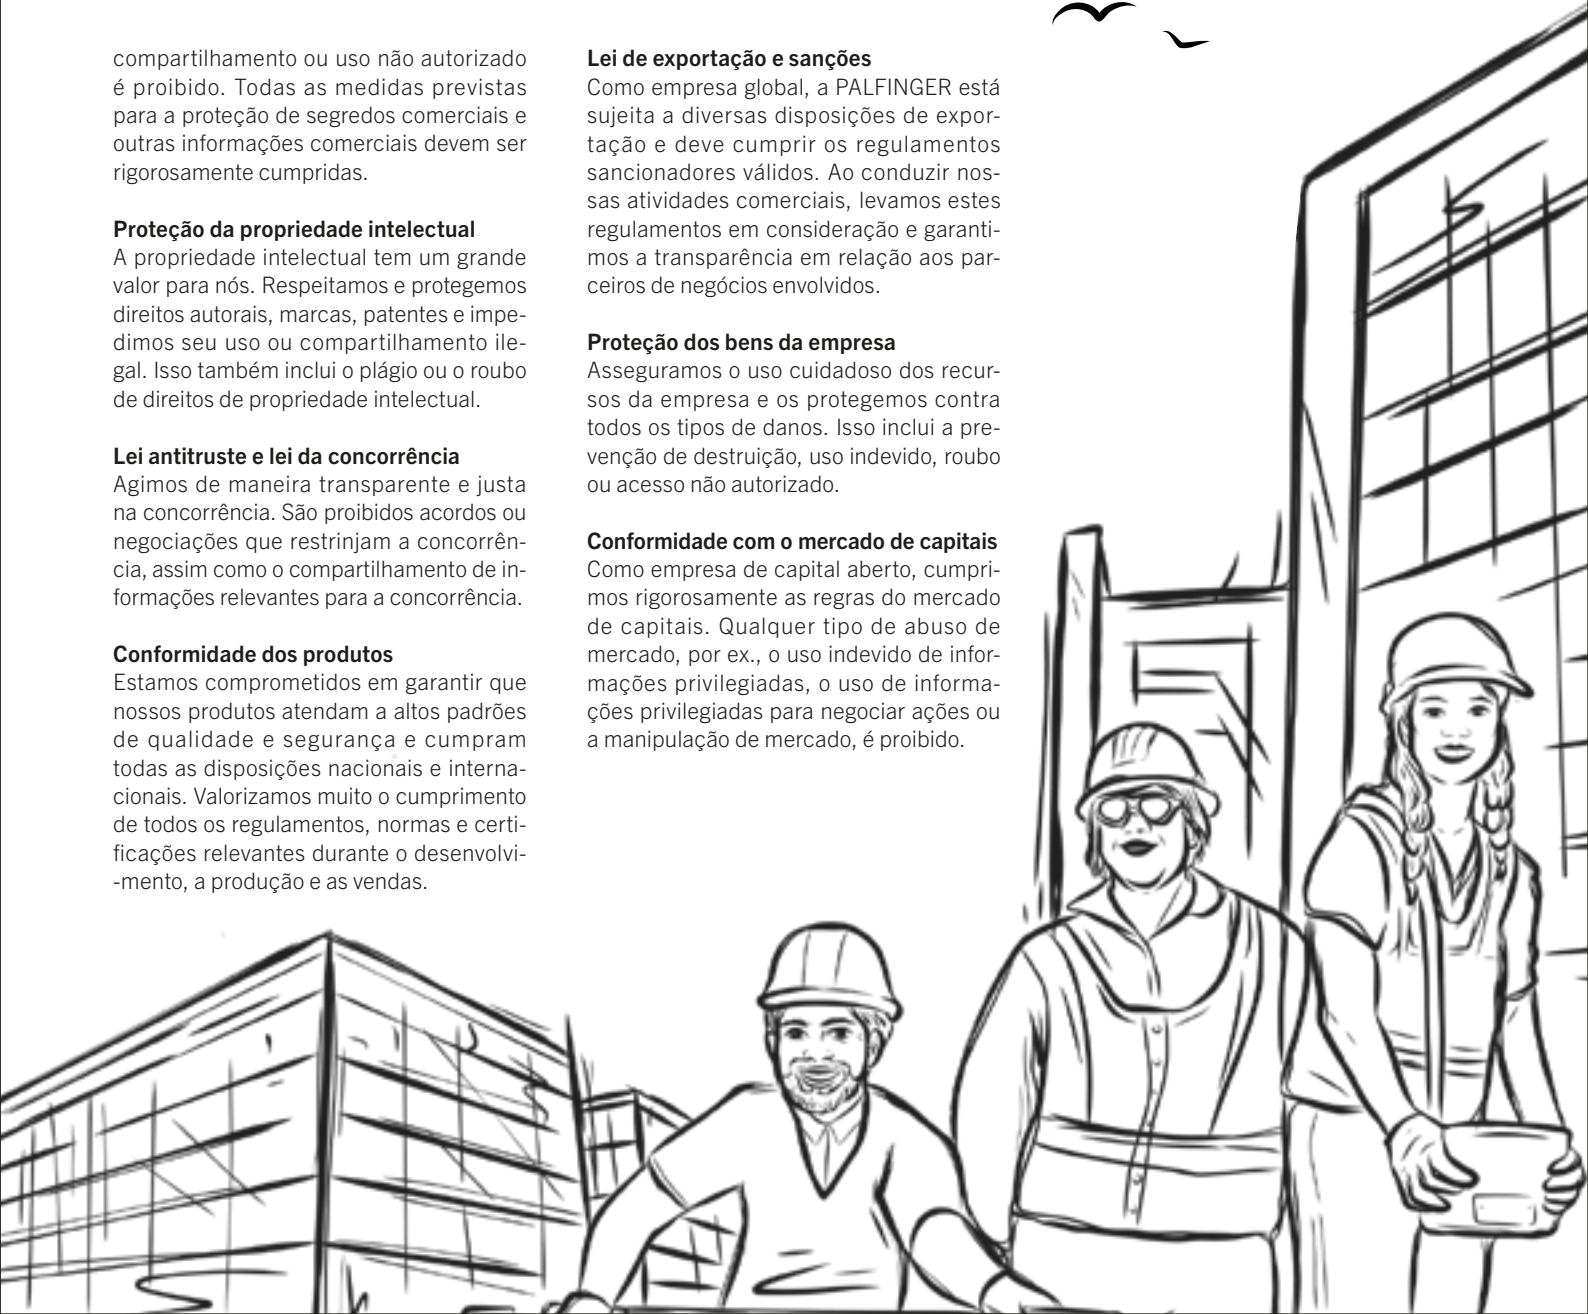 compartilhamento ou uso não autorizado
é proibido. Todas as medidas previstas
para a proteção de segredos comerciais e
outras informações comerciais devem ser
rigorosamente cumpridas.
Proteção da propriedade intelectual
A propriedade intelectual tem um grande
valor para nós. Respeitamos e protegemos
direitos autorais, marcas, patentes e impe-
dimos seu uso ou compartilhamento ile-
gal. Isso também inclui o plágio ou o roubo
de direitos de propriedade intelectual.
Lei antitruste e lei da concorrência
Agimos de maneira transparente e justa
na concorrência. São proibidos acordos ou
negociações que restrinjam a concorrên-
cia, assim como o compartilhamento de in-
formações relevantes para a concorrência.
Conformidade dos produtos
Estamos comprometidos em garantir que
nossos produtos atendam a altos padrões
de qualidade e segurança e cumpram
todas as disposições nacionais e interna-
cionais. Valorizamos muito o cumprimento
de todos os regulamentos, normas e certi-
ficações relevantes durante o desenvolvi-
-mento, a produção e as vendas.
Lei de exportação e sanções
Como empresa global, a PALFINGER está
sujeita a diversas disposições de expor-
tação e deve cumprir os regulamentos
sancionadores válidos. Ao conduzir nos-
sas atividades comerciais, levamos estes
regulamentos em consideração e garanti-
mos a transparência em relação aos par-
ceiros de negócios envolvidos.
Proteção dos bens da empresa
Asseguramos o uso cuidadoso dos recur-
sos da empresa e os protegemos contra
todos os tipos de danos. Isso inclui a pre-
venção de destruição, uso indevido, roubo
ou acesso não autorizado.
Conformidade com o mercado de capitais
Como empresa de capital aberto, cumpri-
mos rigorosamente as regras do mercado
de capitais. Qualquer tipo de abuso de
mercado, por ex., o uso indevido de infor-
mações privilegiadas, o uso de informa-
ções privilegiadas para negociar ações ou
a manipulação de mercado, é proibido.